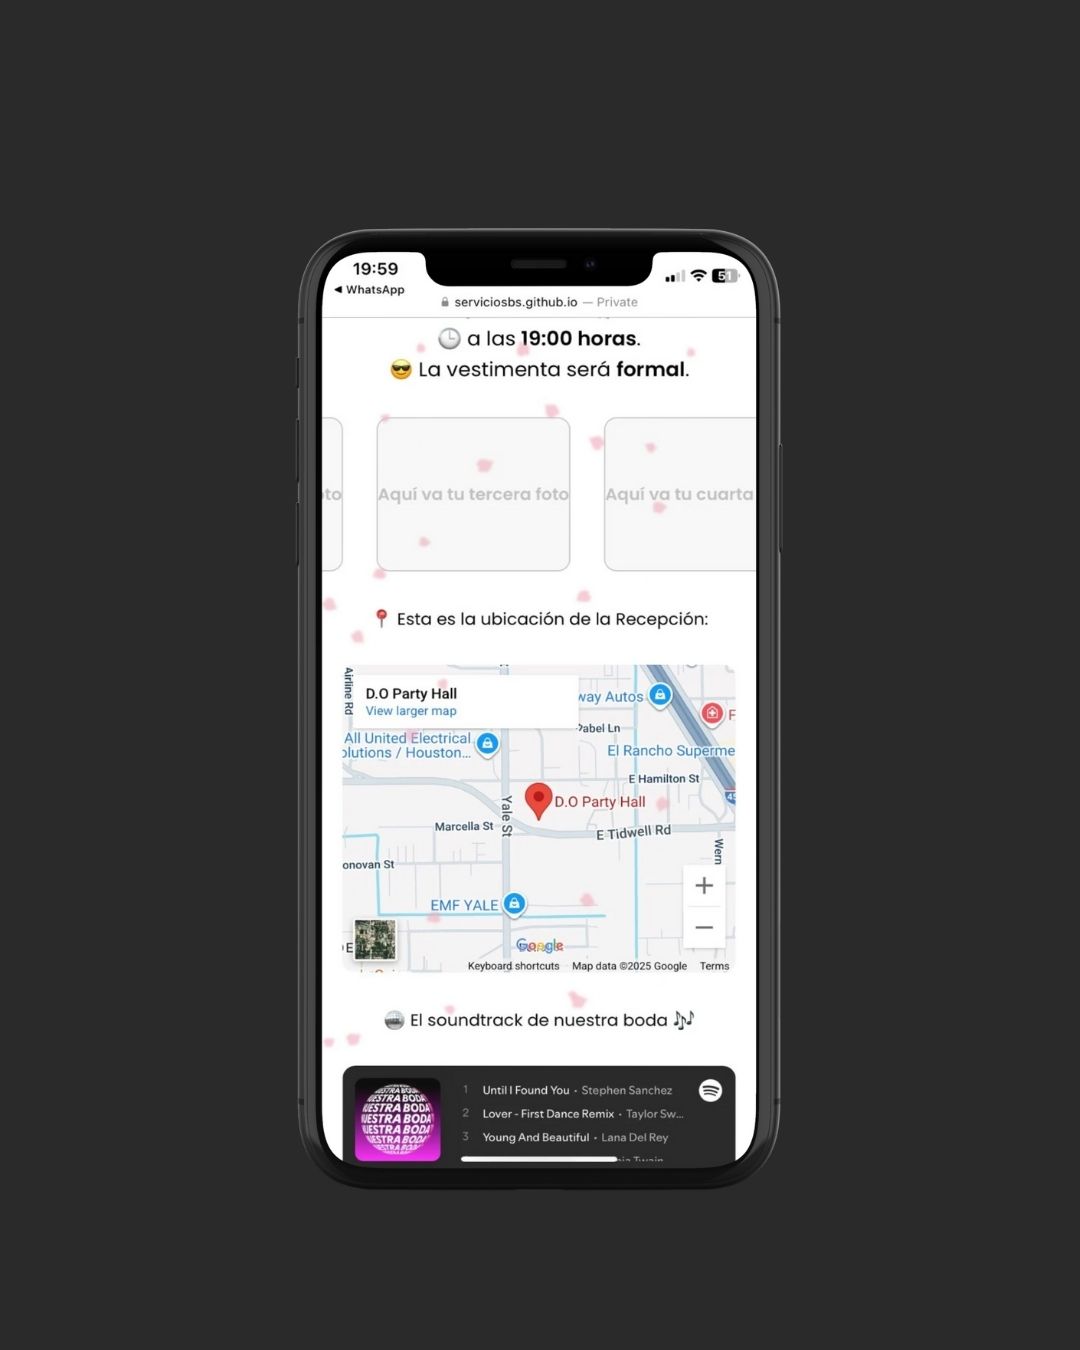 19:59
51
WhatsApp
serviciosbs.github.io — Private
a las 19:00 horas.
La vestimenta será formal.
Aquí va tu tercera foto
Aquí va tu cuarta
Esta es la ubicación de la Recepción:
Airline Rd
D.O Party Hall
View larger map
way Autos
All United Electrical
olutions / Houston...
El Rancho Superme
E Hamilton St
D.O Party Hall
45
Yale St
Marcella St
E Tidwell Rd
Wern
onovan St
EMF YALE
+
−
Google
Keyboard shortcuts
Map data ©2025 Google
Terms
El soundtrack de nuestra boda
NUESTRA BODA
1 Until I Found You • Stephen Sanchez
2 Lover - First Dance Remix • Taylor Sw...
3 Young And Beautiful • Lana Del Rey
Twain